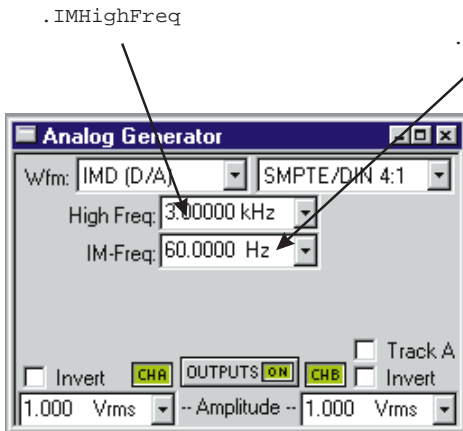 .IMHighFreq
.
Analog Generator
Wfm: IMD (D/A) SMPTE/DIN 4:1
High Freq: 3.00000 kHz
IM-Freq: 60.0000 Hz
Track A
Invert CHA OUTPUTS ON CHB Invert
1.000 Vrms -- Amplitude -- 1.000 Vrms